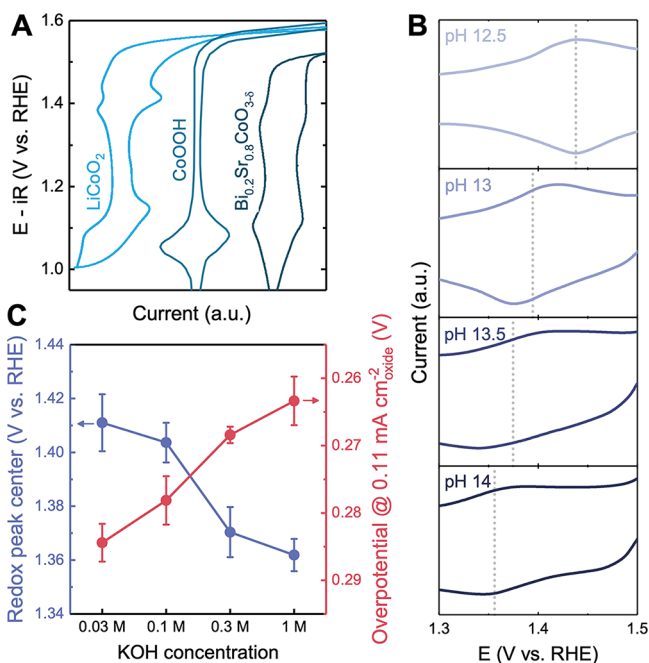 A
E - iR (V vs. RHE)
1.6
1.4
1.2
1.0
LiCoO2
CoOOH
Bi0.2Sr0.8CoO3-δ
Current (a.u.)
B
pH 12.5
pH 13
pH 13.5
pH 14
Current (a.u.)
1.3
1.4
1.5
E (V vs. RHE)
C
Redox peak center (V vs. RHE)
1.44
1.42
1.40
1.38
1.36
1.34
0.26
0.27
0.28
0.29
Overpotential @ 0.11 mA cm-2oxide (V)
0.03 M
0.1 M
0.3 M
1 M
KOH concentration